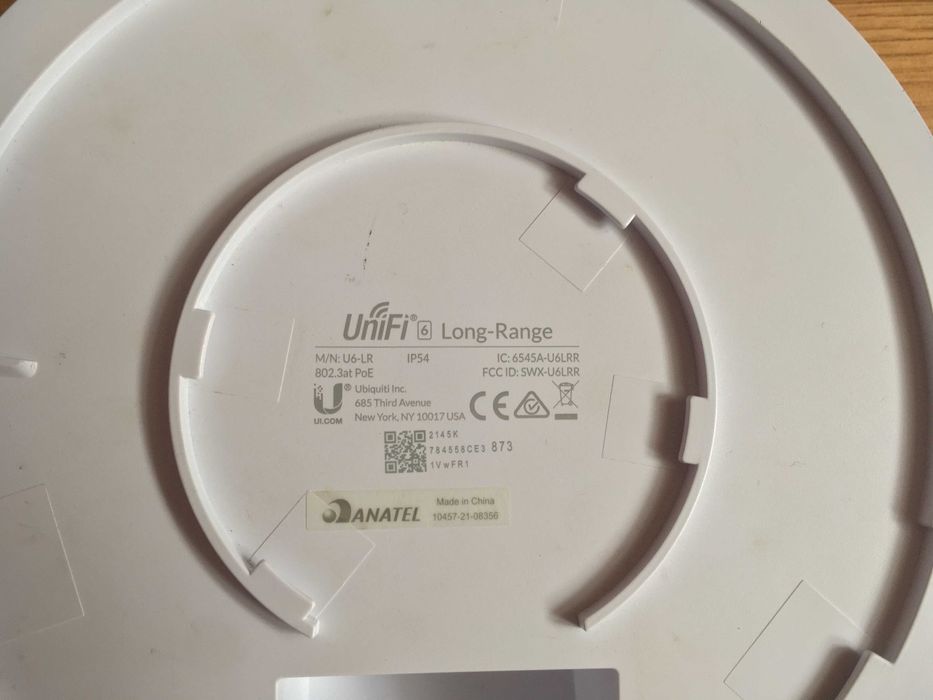 UniFi® 6 Long-Range
M/N: U6-LR IP54 IC: 6545A-U6LRR
802.3at PoE FCC ID: SWX-U6LRR
U® Ubiquiti Inc.
685 Third Avenue
UI.COM New York, NY 10017 USA CE
2145K
784558CE3 873
1VwFR1
ANATEL Made in China
10457-21-08356